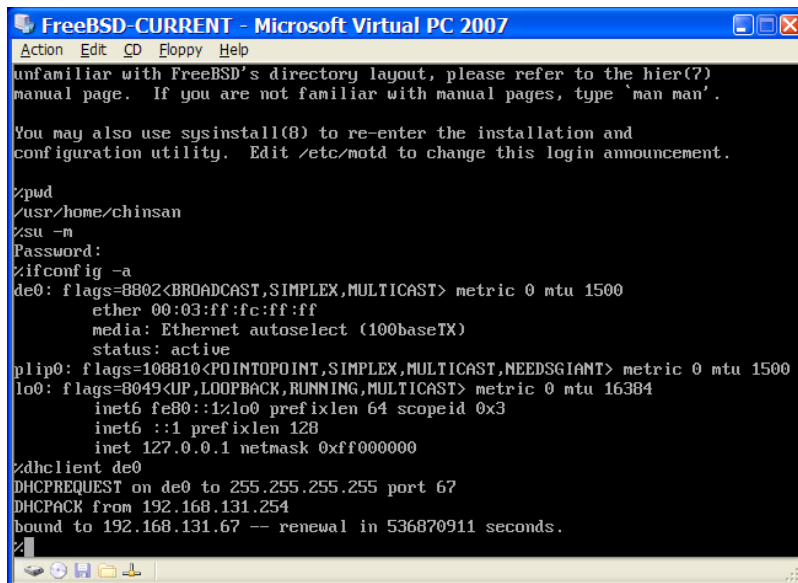 FreeBSD-CURRENT - Microsoft Virtual PC 2007
Action Edit CD Floppy Help
unfamiliar with FreeBSD's directory layout, please refer to the hier(7)
manual page.  If you are not familiar with manual pages, type `man man'.
You may also use sysinstall(8) to re-enter the installation and
configuration utility.  Edit /etc/motd to change this login announcement.
%pwd
/usr/home/chinsan
%su -m
Password:
%ifconfig -a
de0: flags=8802<BROADCAST,SIMPLEX,MULTICAST> metric 0 mtu 1500
ether 00:03:ff:fc:ff:ff
media: Ethernet autoselect (100baseTX)
status: active
plip0: flags=108810<POINTOPOINT,SIMPLEX,MULTICAST,NEEDSGIANT> metric 0 mtu 1500
lo0: flags=8049<UP,LOOPBACK,RUNNING,MULTICAST> metric 0 mtu 16384
inet6 fe80::1%lo0 prefixlen 64 scopeid 0x3
inet6 ::1 prefixlen 128
inet 127.0.0.1 netmask 0xff000000
%dhclient de0
DHCPREQUEST on de0 to 255.255.255.255 port 67
DHCPACK from 192.168.131.254
bound to 192.168.131.67 -- renewal in 536870911 seconds.
%